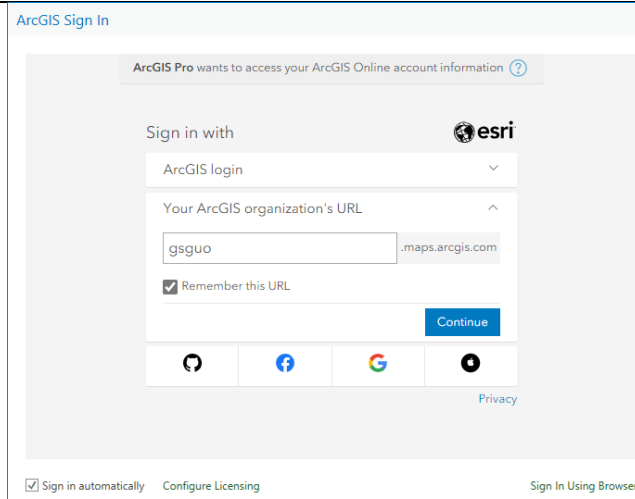 ArcGIS Sign In
ArcGIS Pro wants to access your ArcGIS Online account information ?
Sign in with esri
ArcGIS login
Your ArcGIS organization's URL
gsguo .maps.arcgis.com
Remember this URL
Continue
Privacy
Sign in automatically Configure Licensing Sign In Using Browser